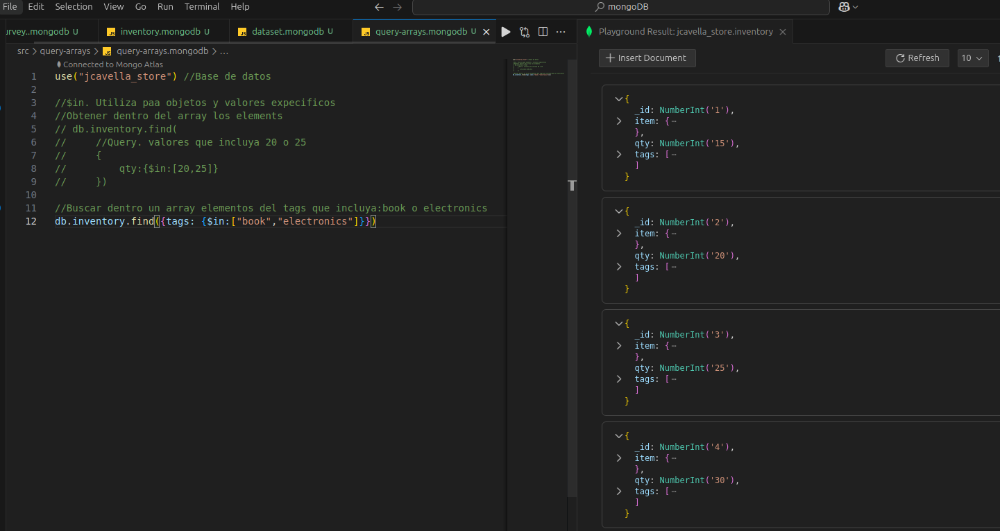 File Edit Selection View Go Run Terminal Help
mongoDB
urvey..mongodb U
JS inventory.mongodb U
JS dataset.mongodb U
JS query-arrays.mongodb U
Playground Result: jcavella_store.inventory
src > query-arrays > JS query-arrays.mongodb > ...
Connected to Mongo Atlas
1 use("jcavella_store") //Base de datos
2
3 //$in. Utiliza paa objetos y valores expecificos
4 //Obtener dentro del array los elements
5 // db.inventory.find(
6 //     //Query. valores que incluya 20 o 25
7 //     {
8 //         qty:{$in:[20,25]}
9 //     })
10
11 //Buscar dentro un array elementos del tags que incluya:book o electronics
12 db.inventory.find({tags: {$in:["book","electronics"]}})
Insert Document
Refresh
10
{
_id: NumberInt('1'),
item: { ...
},
qty: NumberInt('15'),
tags: [ ...
]
}
{
_id: NumberInt('2'),
item: { ...
},
qty: NumberInt('20'),
tags: [ ...
]
}
{
_id: NumberInt('3'),
item: { ...
},
qty: NumberInt('25'),
tags: [ ...
]
}
{
_id: NumberInt('4'),
item: { ...
},
qty: NumberInt('30'),
tags: [ ...
]
}